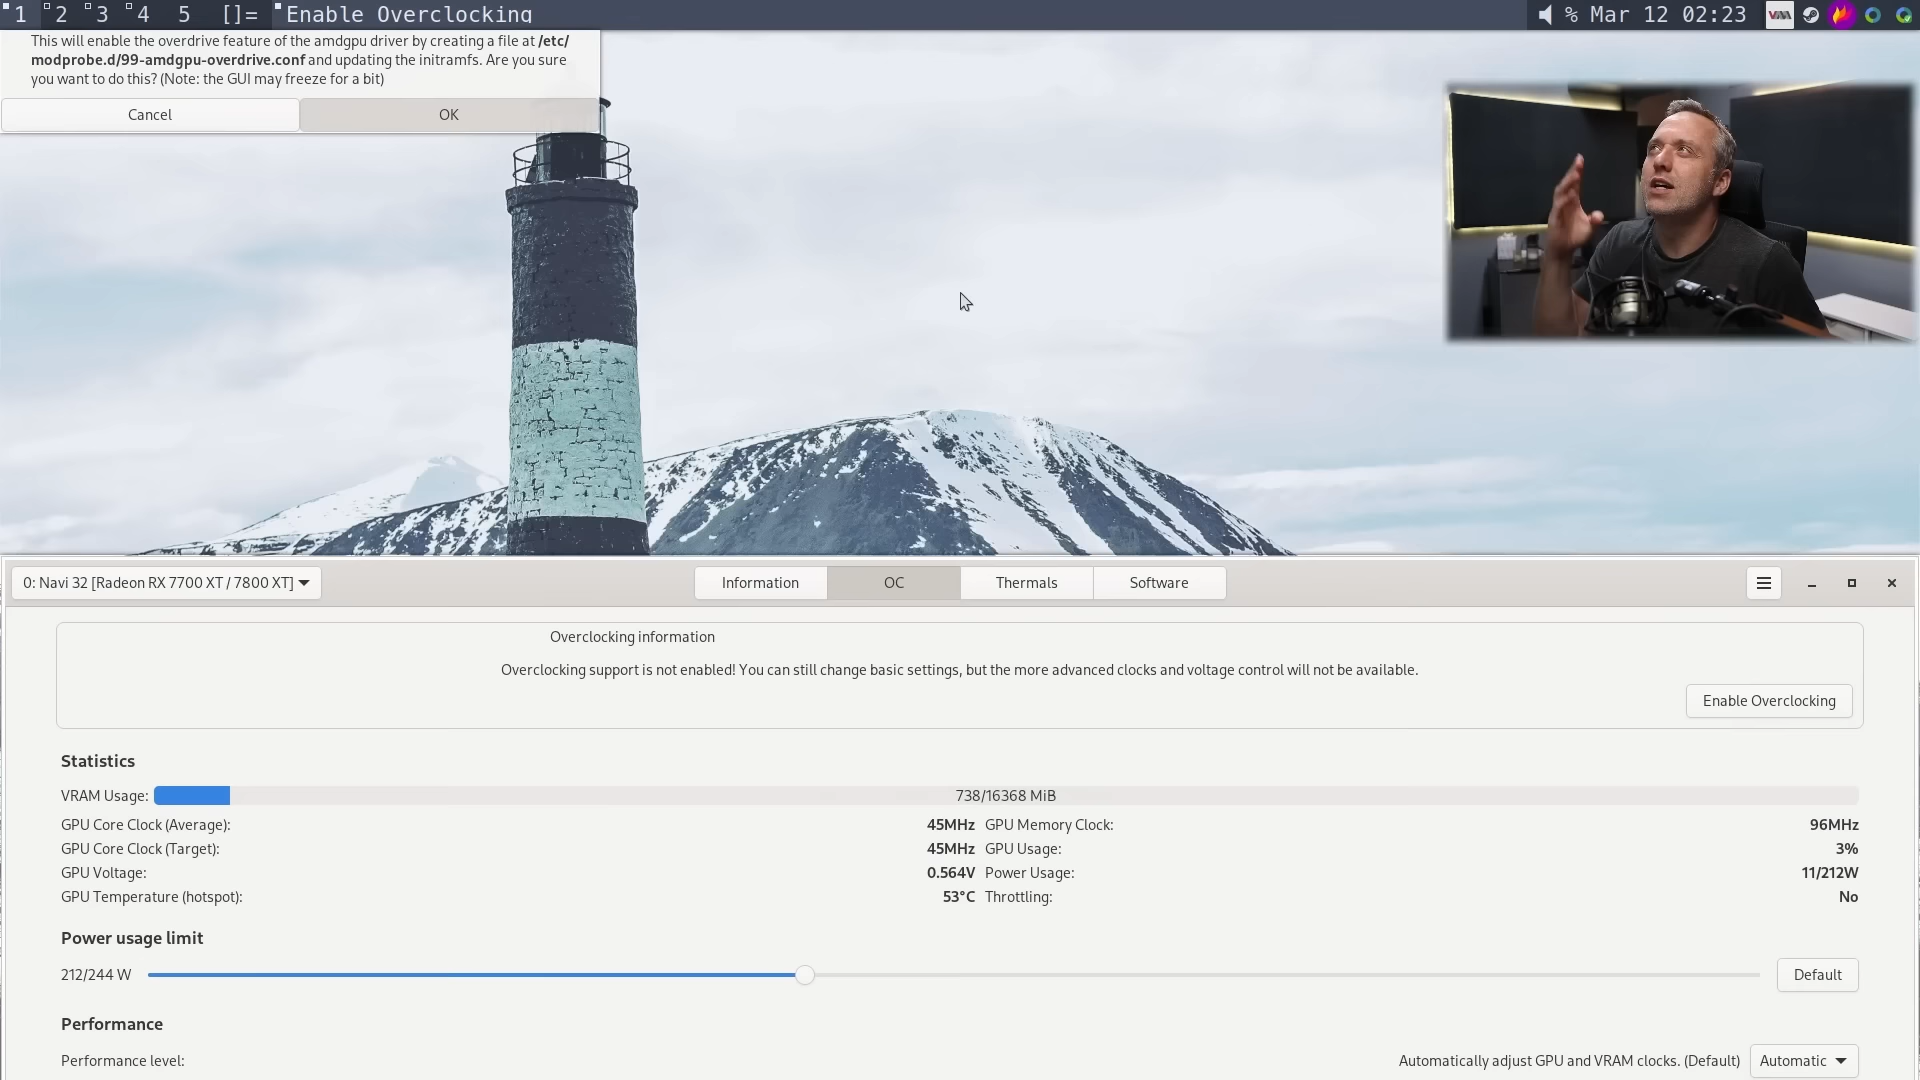 1 2 3 4 5 []= Enable Overclocking % Mar 12 02:23
This will enable the overdrive feature of the amdgpu driver by creating a file at /etc/
modprobe.d/99-amdgpu-overdrive.conf and updating the initramfs. Are you sure
you want to do this? (Note: the GUI may freeze for a bit)
Cancel OK
0: Navi 32 [Radeon RX 7700 XT / 7800 XT] Information OC Thermals Software
Overclocking information
Overclocking support is not enabled! You can still change basic settings, but the more advanced clocks and voltage control will not be available.
Enable Overclocking
Statistics
VRAM Usage: 738/16368 MiB
GPU Core Clock (Average): 45MHz GPU Memory Clock: 96MHz
GPU Core Clock (Target): 45MHz GPU Usage: 3%
GPU Voltage: 0.564V Power Usage: 11/212W
GPU Temperature (hotspot): 53°C Throttling: No
Power usage limit
212/244 W Default
Performance
Performance level: Automatically adjust GPU and VRAM clocks. (Default) Automatic